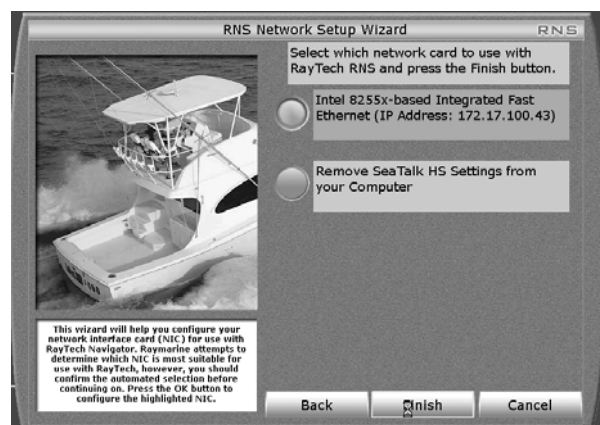 RNS Network Setup Wizard
RNS
Select which network card to use with
RayTech RNS and press the Finish button.
Intel 8255x-based Integrated Fast
Ethernet (IP Address: 172.17.100.43)
Remove SeaTalk HS Settings from
your Computer
This wizard will help you configure your
network interface card (NIC) for use with
RayTech Navigator. Raymarine attempts to
determine which NIC is most suitable for
use with RayTech, however, you should
confirm the automated selection before
continuing on. Press the OK button to
configure the highlighted NIC.
Back
Finish
Cancel